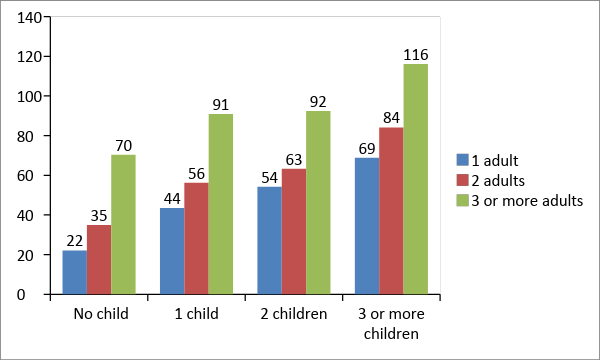 140
120
100
80
60
40
20
0
22
35
70
44
56
91
54
63
92
69
84
116
No child
1 child
2 children
3 or more
children
1 adult
2 adults
3 or more adults